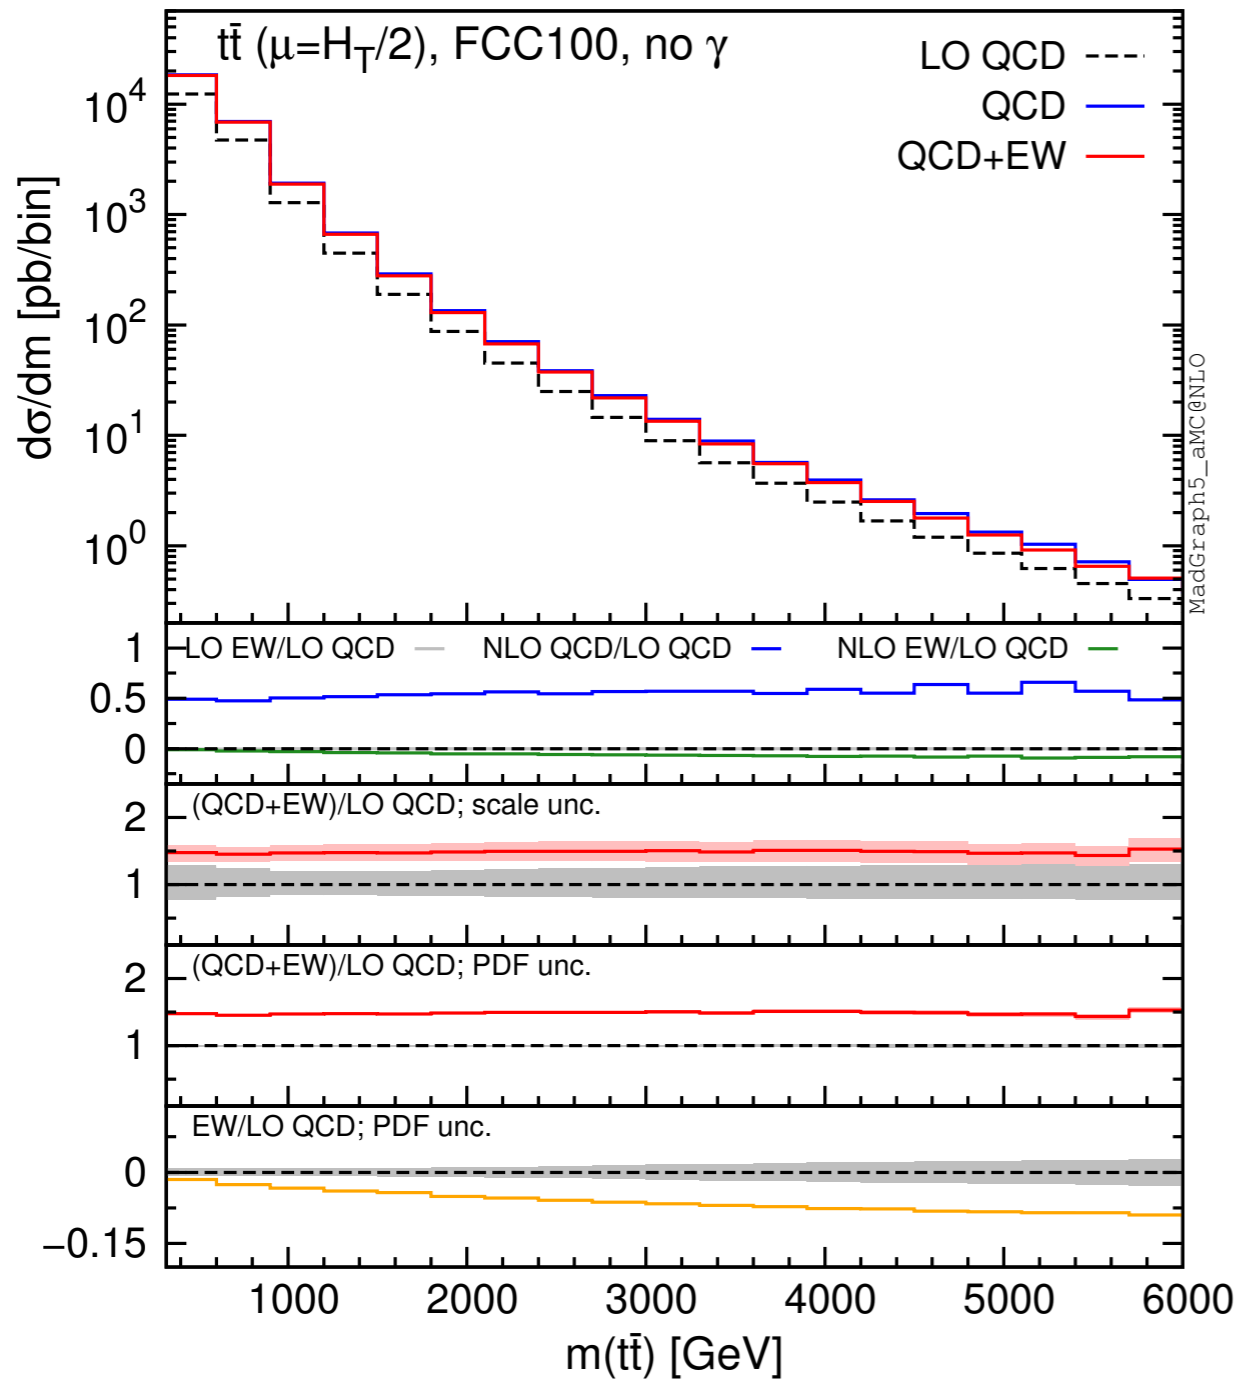 tt̄ (μ=H_T/2), FCC100, no γ
LO QCD
QCD
QCD+EW
10^4
10^3
10^2
10^1
10^0
dσ/dm [pb/bin]
MadGraph5_aMC@NLO
LO EW/LO QCD NLO QCD/LO QCD NLO EW/LO QCD
1
0.5
0
(QCD+EW)/LO QCD; scale unc.
2
1
(QCD+EW)/LO QCD; PDF unc.
2
1
EW/LO QCD; PDF unc.
0
−0.15
1000 2000 3000 4000 5000 6000
m(tt̄) [GeV]